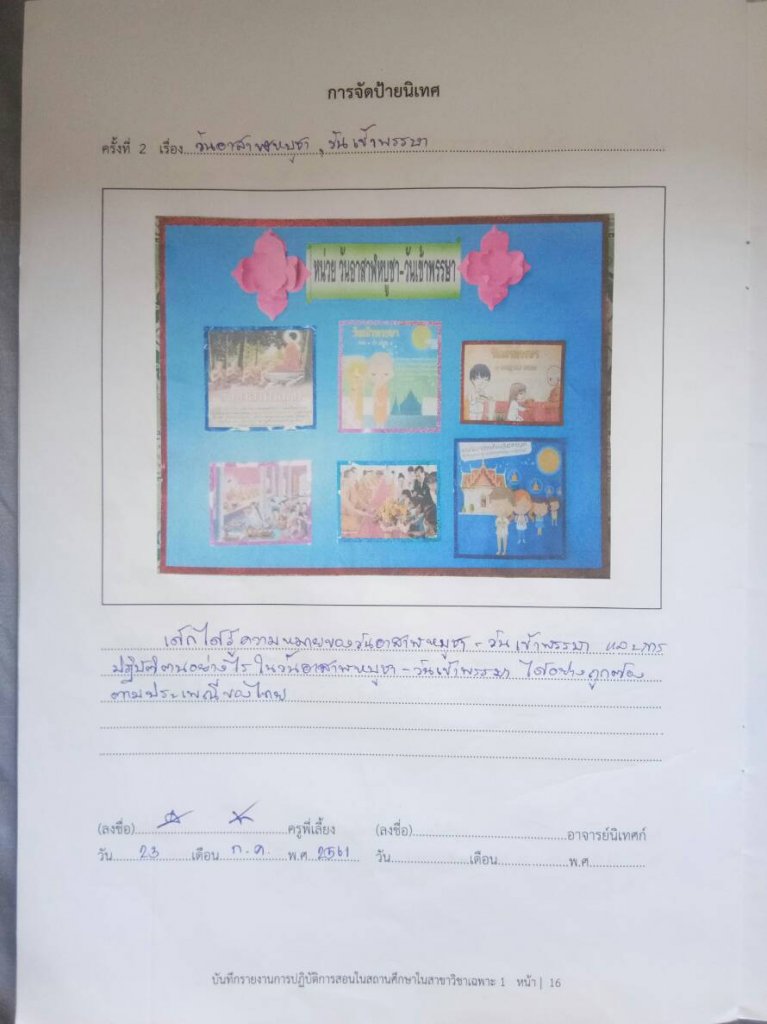 การจัดป้ายนิเทศ
ครั้งที่ 2 เรื่อง วันอาสาฬหบูชา , วันเข้าพรรษา
หน่วย วันอาสาฬหบูชา-วันเข้าพรรษา
วันเข้าพรรษา
เด็กได้รู้ความหมายของวันอาสาฬหบูชา - วันเข้าพรรษา และการ
ปฏิบัติตนอย่างไร ในวันอาสาฬหบูชา - วันเข้าพรรษา ได้อย่างถูกต้อง
ตามประเพณีของไทย
(ลงชื่อ) ครูพี่เลี้ยง (ลงชื่อ) อาจารย์นิเทศก์
วัน 23 เดือน ก.ค. พ.ศ. 2561 วัน เดือน พ.ศ.
บันทึกรายงานการปฏิบัติการสอนในสถานศึกษาในสาขาวิชาเฉพาะ 1 หน้า | 16